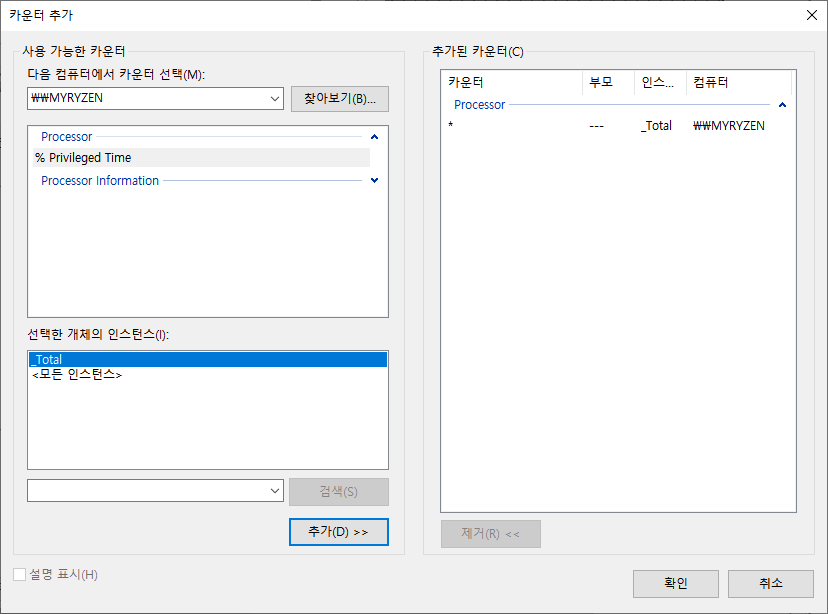 카운터 추가
사용 가능한 카운터
다음 컴퓨터에서 카운터 선택(M):
₩₩MYRYZEN
찾아보기(B)...
Processor
% Privileged Time
Processor Information
선택한 개체의 인스턴스(I):
_Total
<모든 인스턴스>
검색(S)
추가(D) >>
설명 표시(H)
추가된 카운터(C)
카운터 부모 인스... 컴퓨터
Processor
* --- _Total ₩₩MYRYZEN
제거(R) <<
확인 취소